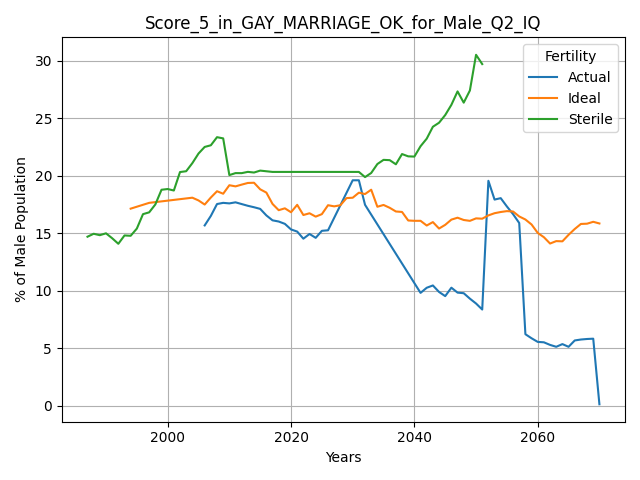 Score_5_in_GAY_MARRIAGE_OK_for_Male_Q2_IQ
Fertility
Actual
Ideal
Sterile
% of Male Population
30
25
20
15
10
5
0
2000
2020
2040
2060
Years